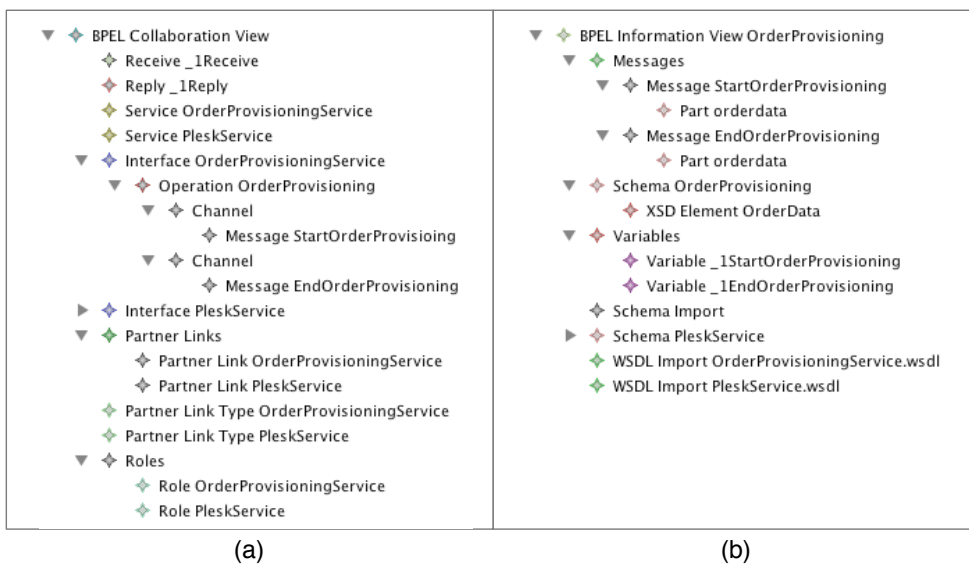 BPEL Collaboration View
Receive _1Receive
Reply _1Reply
Service OrderProvisioningService
Service PleskService
Interface OrderProvisioningService
Operation OrderProvisioning
Channel
Message StartOrderProvisioing
Channel
Message EndOrderProvisioning
Interface PleskService
Partner Links
Partner Link OrderProvisioningService
Partner Link PleskService
Partner Link Type OrderProvisioningService
Partner Link Type PleskService
Roles
Role OrderProvisioningService
Role PleskService
(a)
BPEL Information View OrderProvisioning
Messages
Message StartOrderProvisioning
Part orderdata
Message EndOrderProvisioning
Part orderdata
Schema OrderProvisioning
XSD Element OrderData
Variables
Variable _1StartOrderProvisioning
Variable _1EndOrderProvisioning
Schema Import
Schema PleskService
WSDL Import OrderProvisioningService.wsdl
WSDL Import PleskService.wsdl
(b)